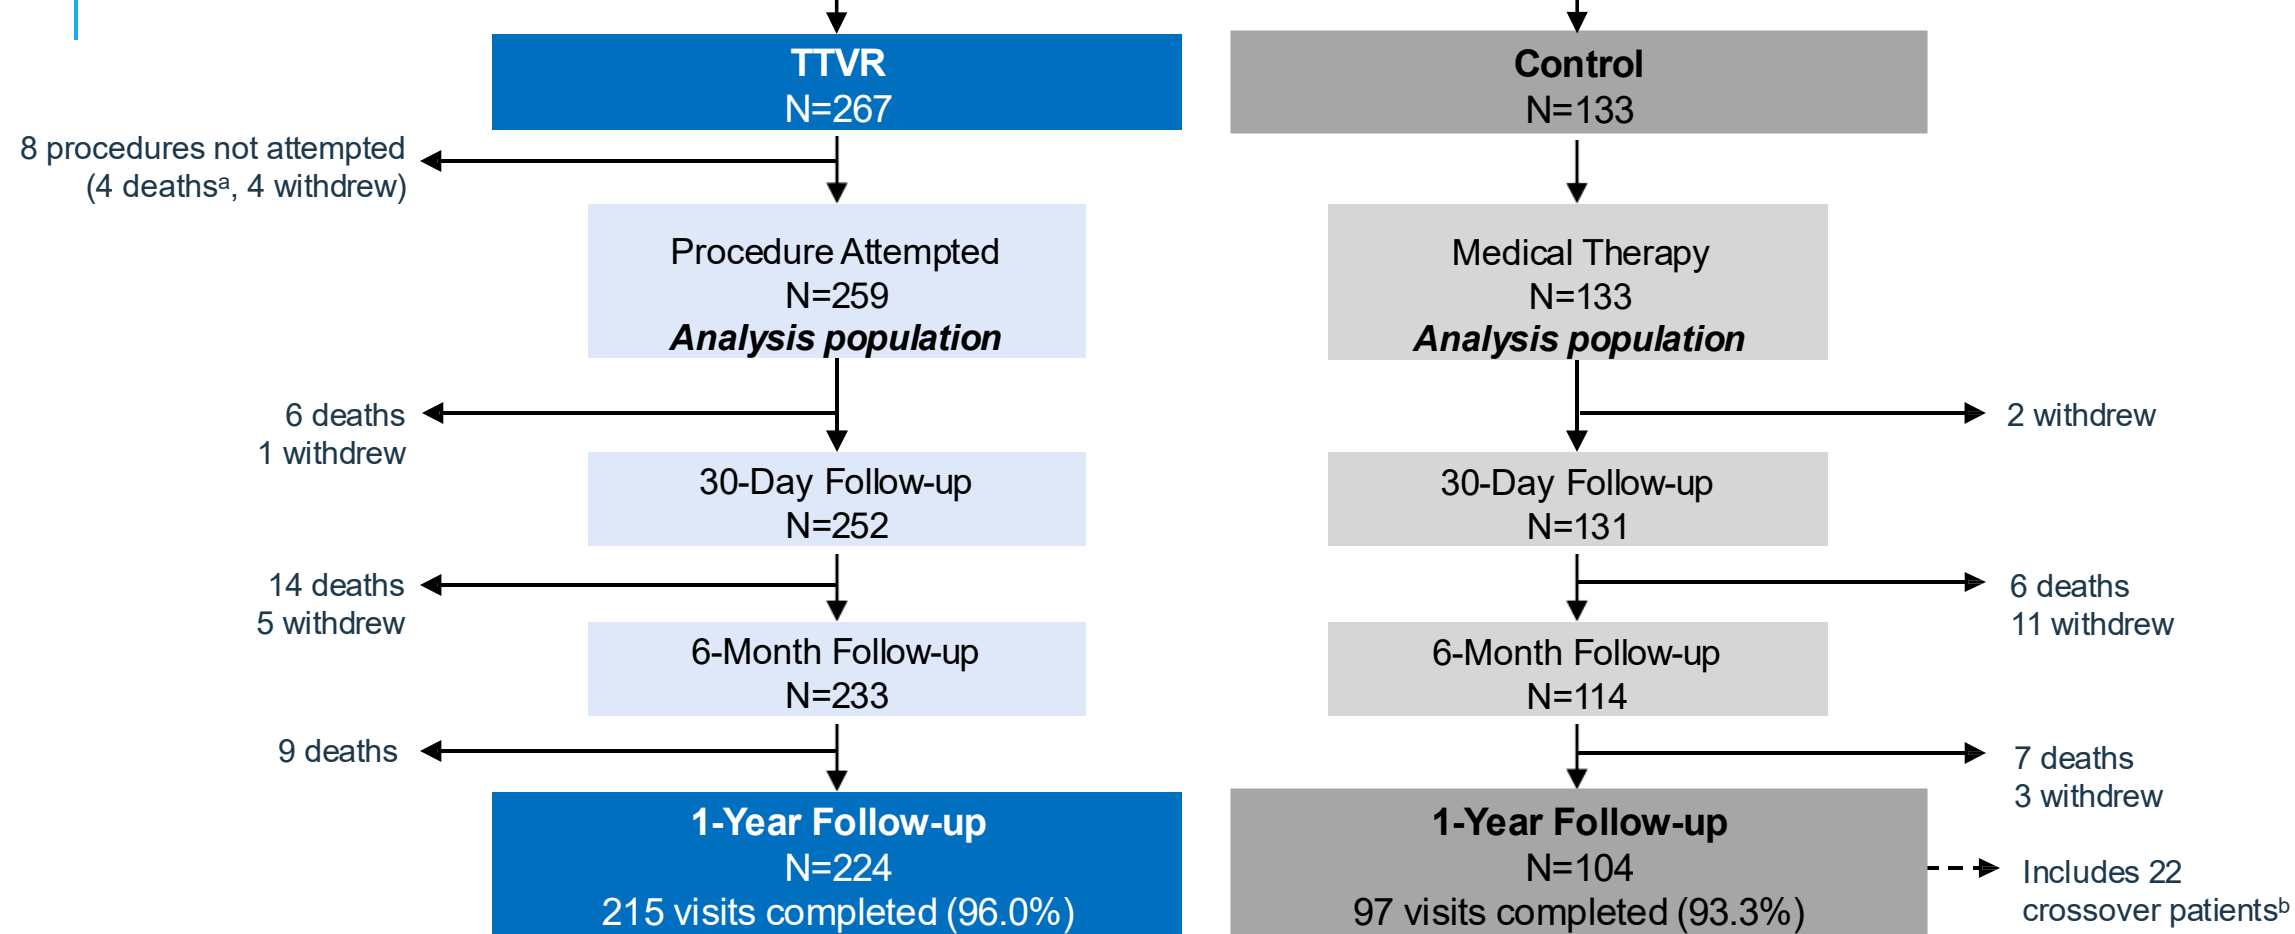 TTVR
N=267
Control
N=133
8 procedures not attempted
(4 deathsᵃ, 4 withdrew)
Procedure Attempted
N=259
Analysis population
Medical Therapy
N=133
Analysis population
6 deaths
1 withdrew
2 withdrew
30-Day Follow-up
N=252
30-Day Follow-up
N=131
14 deaths
5 withdrew
6 deaths
11 withdrew
6-Month Follow-up
N=233
6-Month Follow-up
N=114
9 deaths
7 deaths
3 withdrew
1-Year Follow-up
N=224
215 visits completed (96.0%)
1-Year Follow-up
N=104
97 visits completed (93.3%)
Includes 22
crossover patientsᵇ